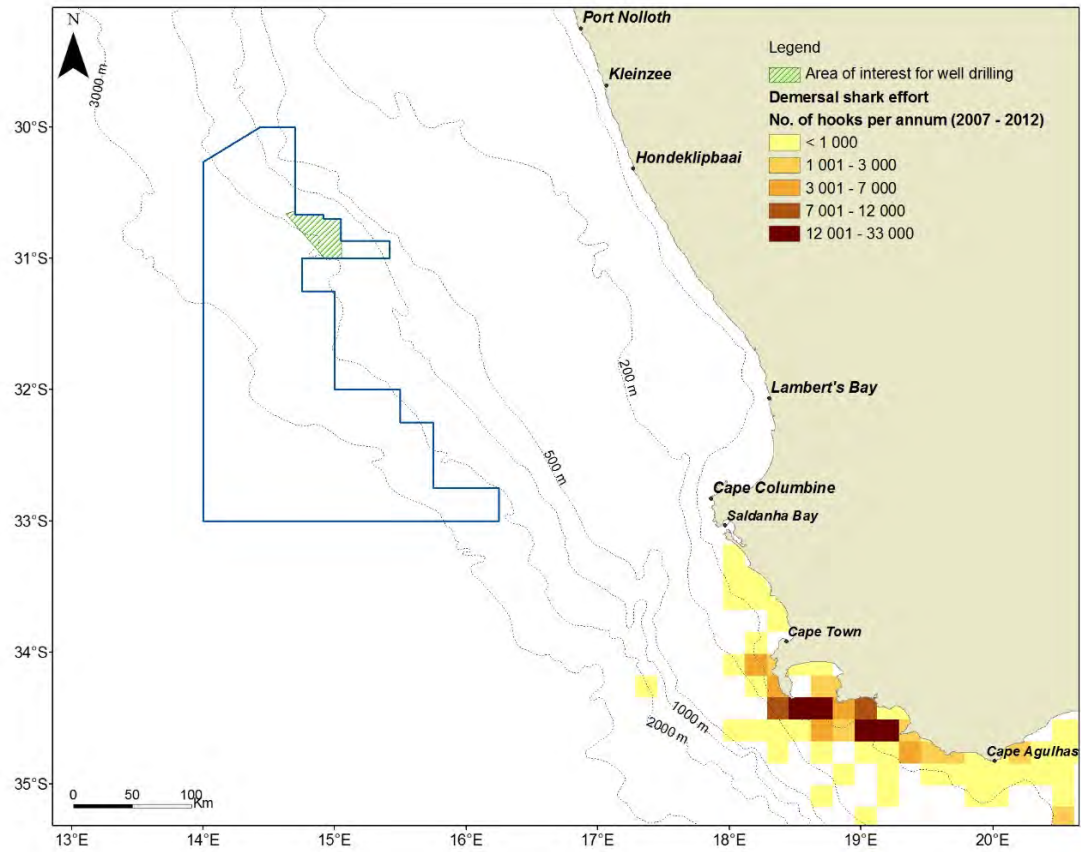 N
Port Nolloth
Kleinzee
Hondeklipbaai
Lambert's Bay
Cape Columbine
Saldanha Bay
Cape Town
Cape Agulhas
Legend
Area of interest for well drilling
Demersal shark effort
No. of hooks per annum (2007 - 2012)
< 1 000
1 001 - 3 000
3 001 - 7 000
7 001 - 12 000
12 001 - 33 000
3000 m
200 m
500 m
1000 m
2000 m
30°S
31°S
32°S
33°S
34°S
35°S
0 50 100
Km
13°E 14°E 15°E 16°E 17°E 18°E 19°E 20°E